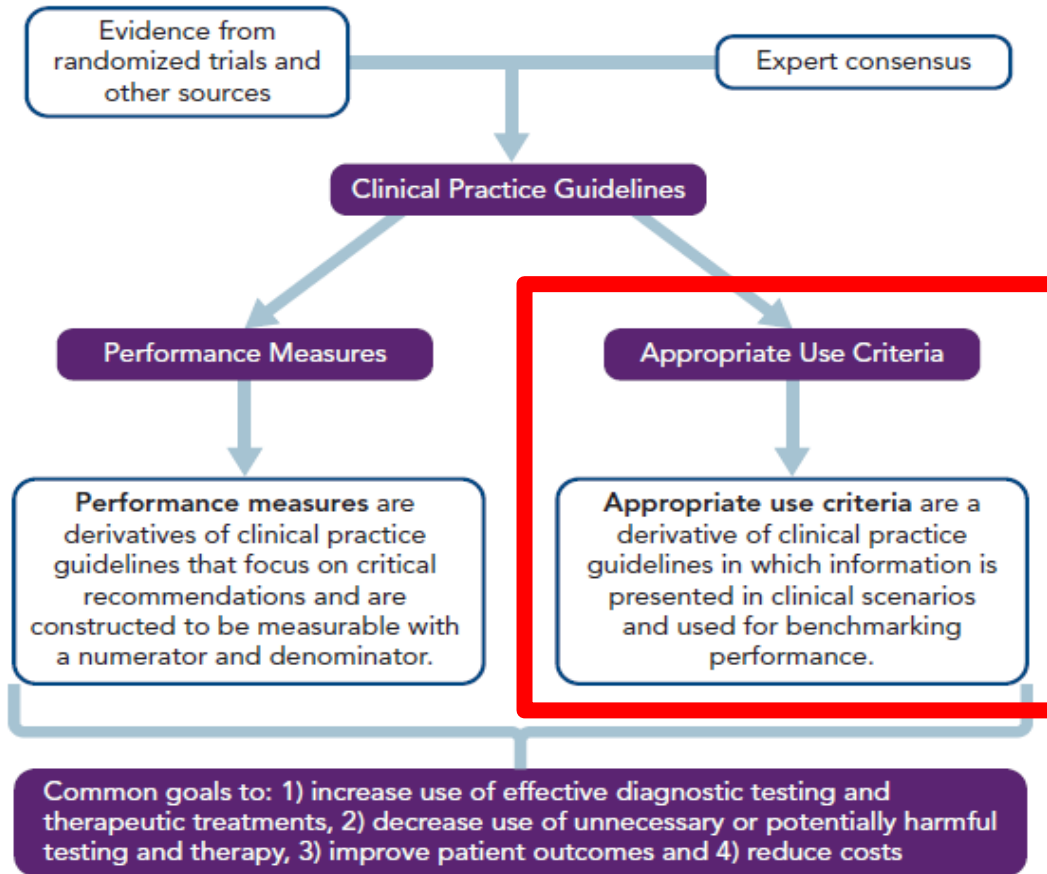 Evidence from
randomized trials and
other sources
Expert consensus
Clinical Practice Guidelines
Performance Measures
Appropriate Use Criteria
Performance measures are
derivatives of clinical practice
guidelines that focus on critical
recommendations and are
constructed to be measurable with
a numerator and denominator.
Appropriate use criteria are a
derivative of clinical practice
guidelines in which information is
presented in clinical scenarios
and used for benchmarking
performance.
Common goals to: 1) increase use of effective diagnostic testing and
therapeutic treatments, 2) decrease use of unnecessary or potentially harmful
testing and therapy, 3) improve patient outcomes and 4) reduce costs